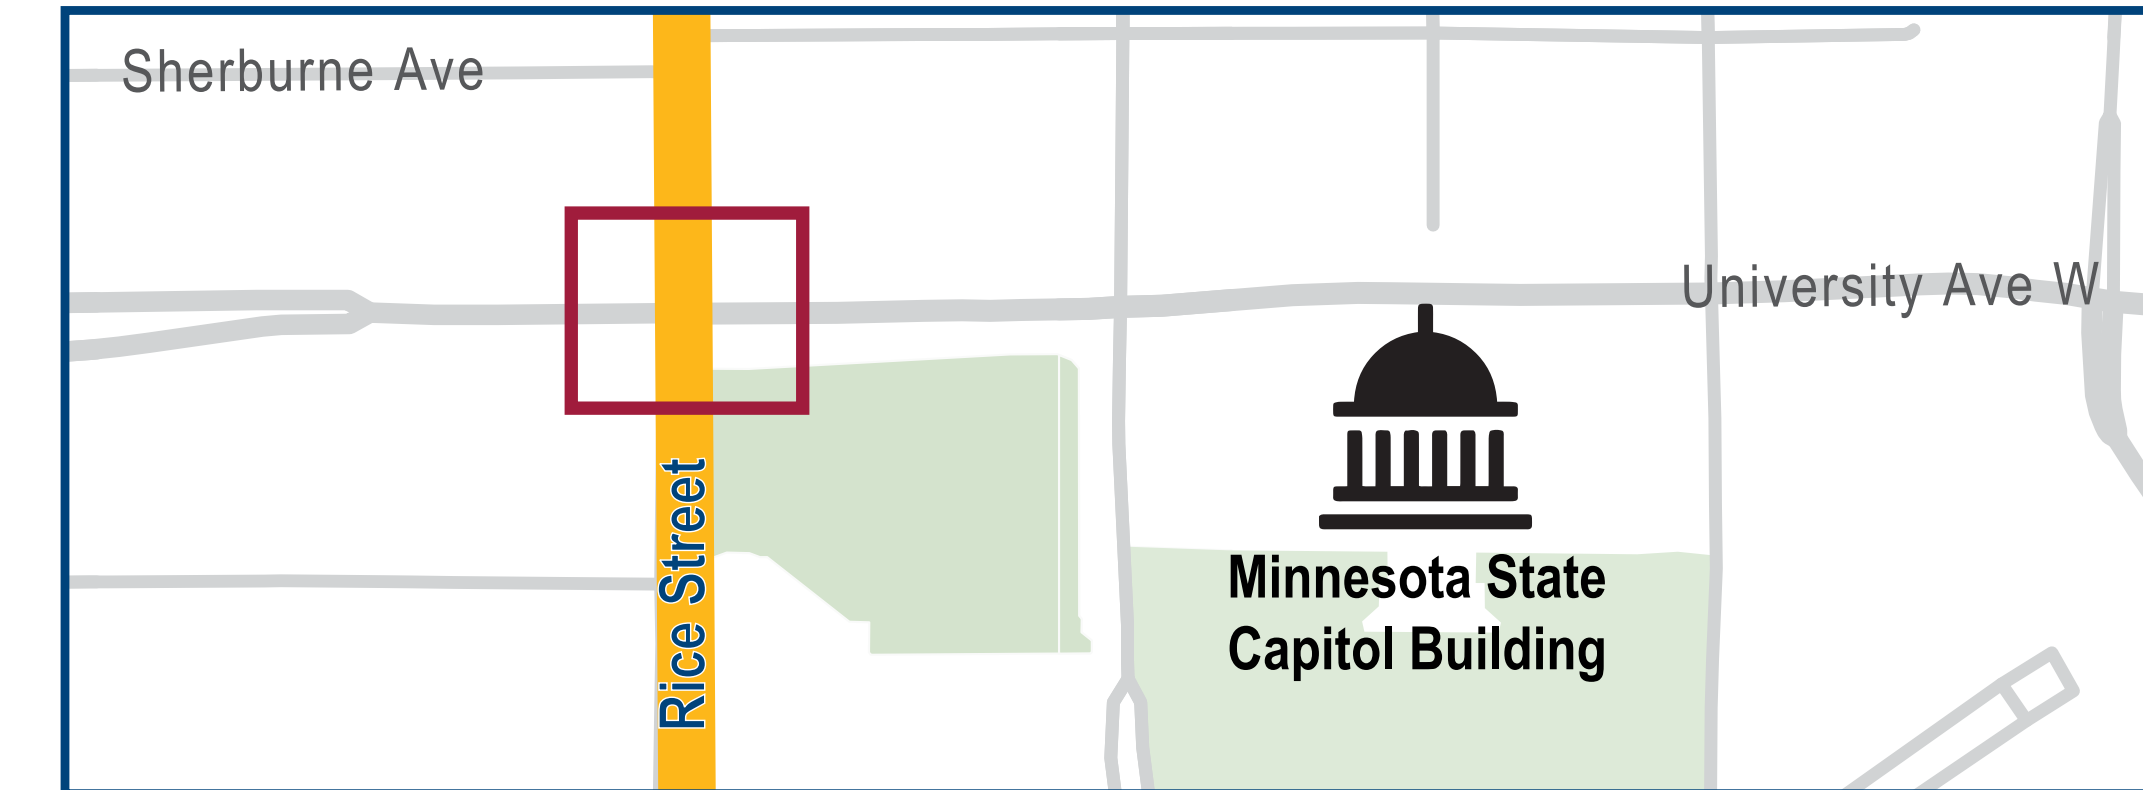 Sherburne Ave
University Ave W
Rice Street
Minnesota State
Capitol Building